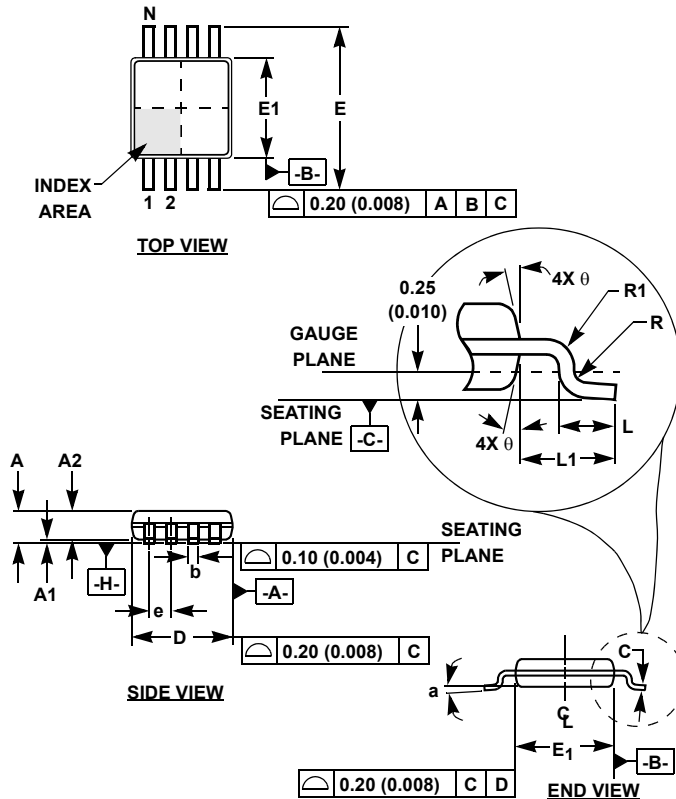 N
E1
E
-B-
INDEX
AREA
1 2
0.20 (0.008) A B C
TOP VIEW
0.25
(0.010)
4X θ
R1
R
GAUGE
PLANE
SEATING
PLANE
-C-
4X θ
L
L1
A
A2
SEATING
PLANE
A1
-H-
b
0.10 (0.004) C
-A-
e
D
0.20 (0.008) C
SIDE VIEW
C
a
CL
E1
-B-
0.20 (0.008) C D
END VIEW